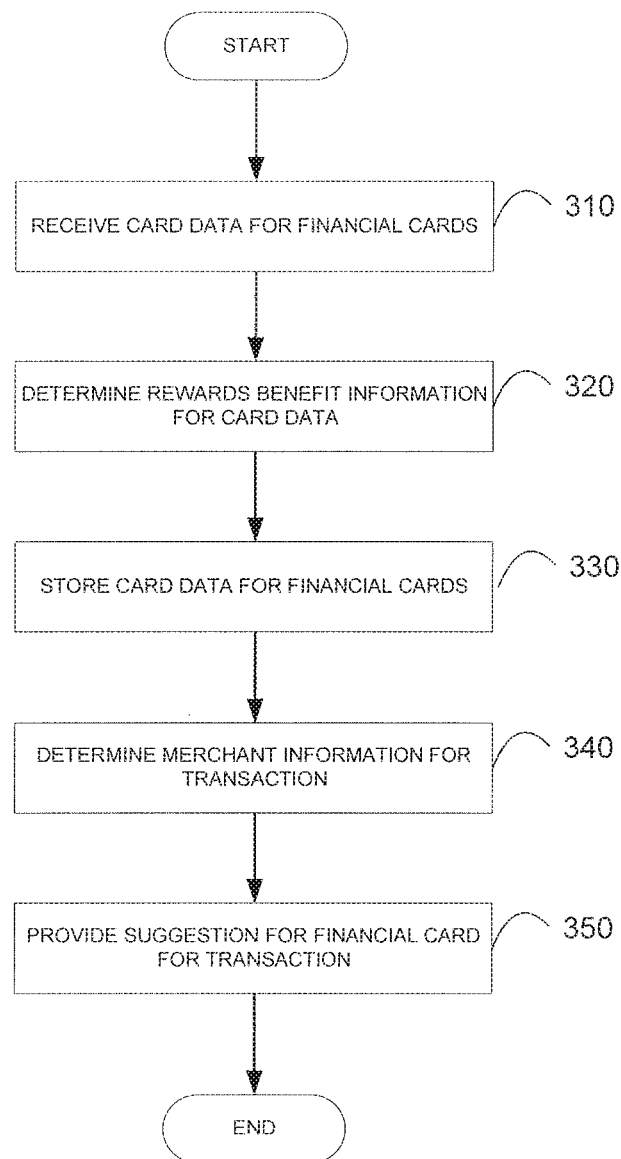 START
RECEIVE CARD DATA FOR FINANCIAL CARDS
310
DETERMINE REWARDS BENEFIT INFORMATION
FOR CARD DATA
320
STORE CARD DATA FOR FINANCIAL CARDS
330
DETERMINE MERCHANT INFORMATION FOR
TRANSACTION
340
PROVIDE SUGGESTION FOR FINANCIAL CARD
FOR TRANSACTION
350
END